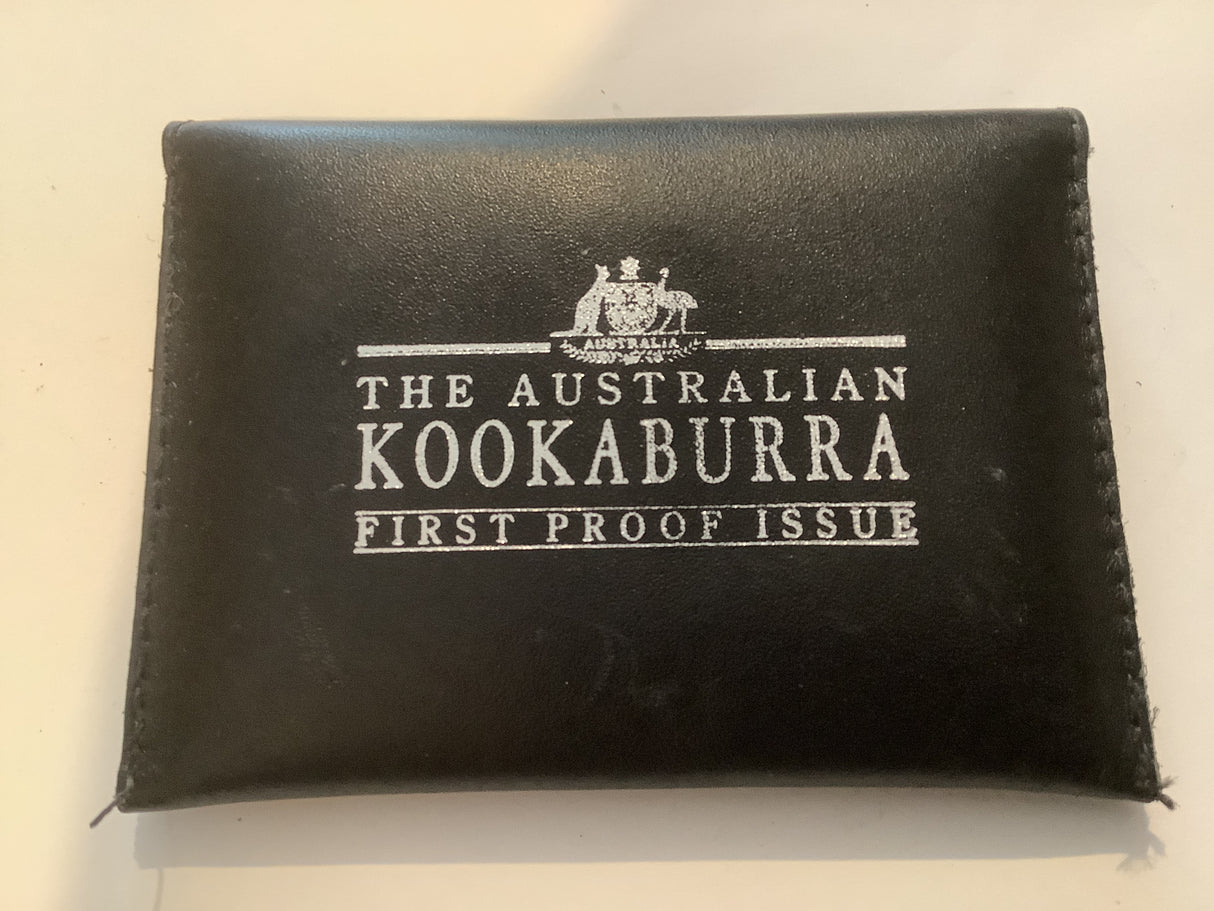 AUSTRALIA
THE AUSTRALIAN
KOOKABURRA
FIRST PROOF ISSUE